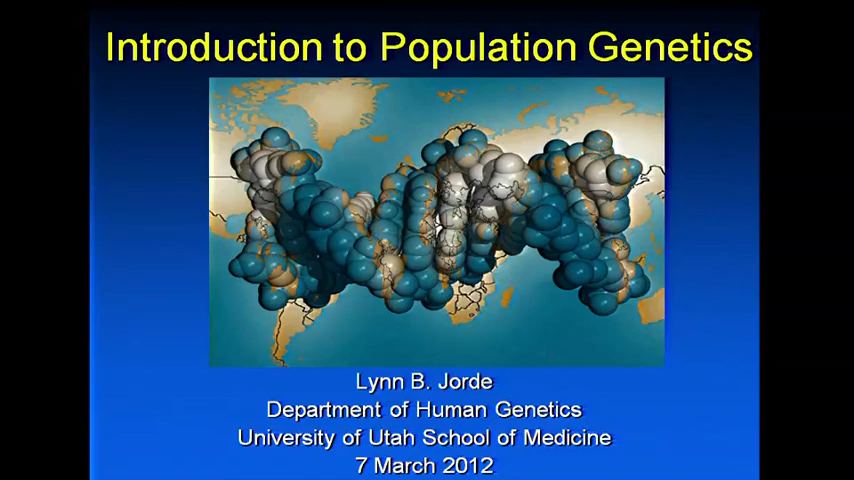 Introduction to Population Genetics
Lynn B. Jorde
Department of Human Genetics
University of Utah School of Medicine
7 March 2012